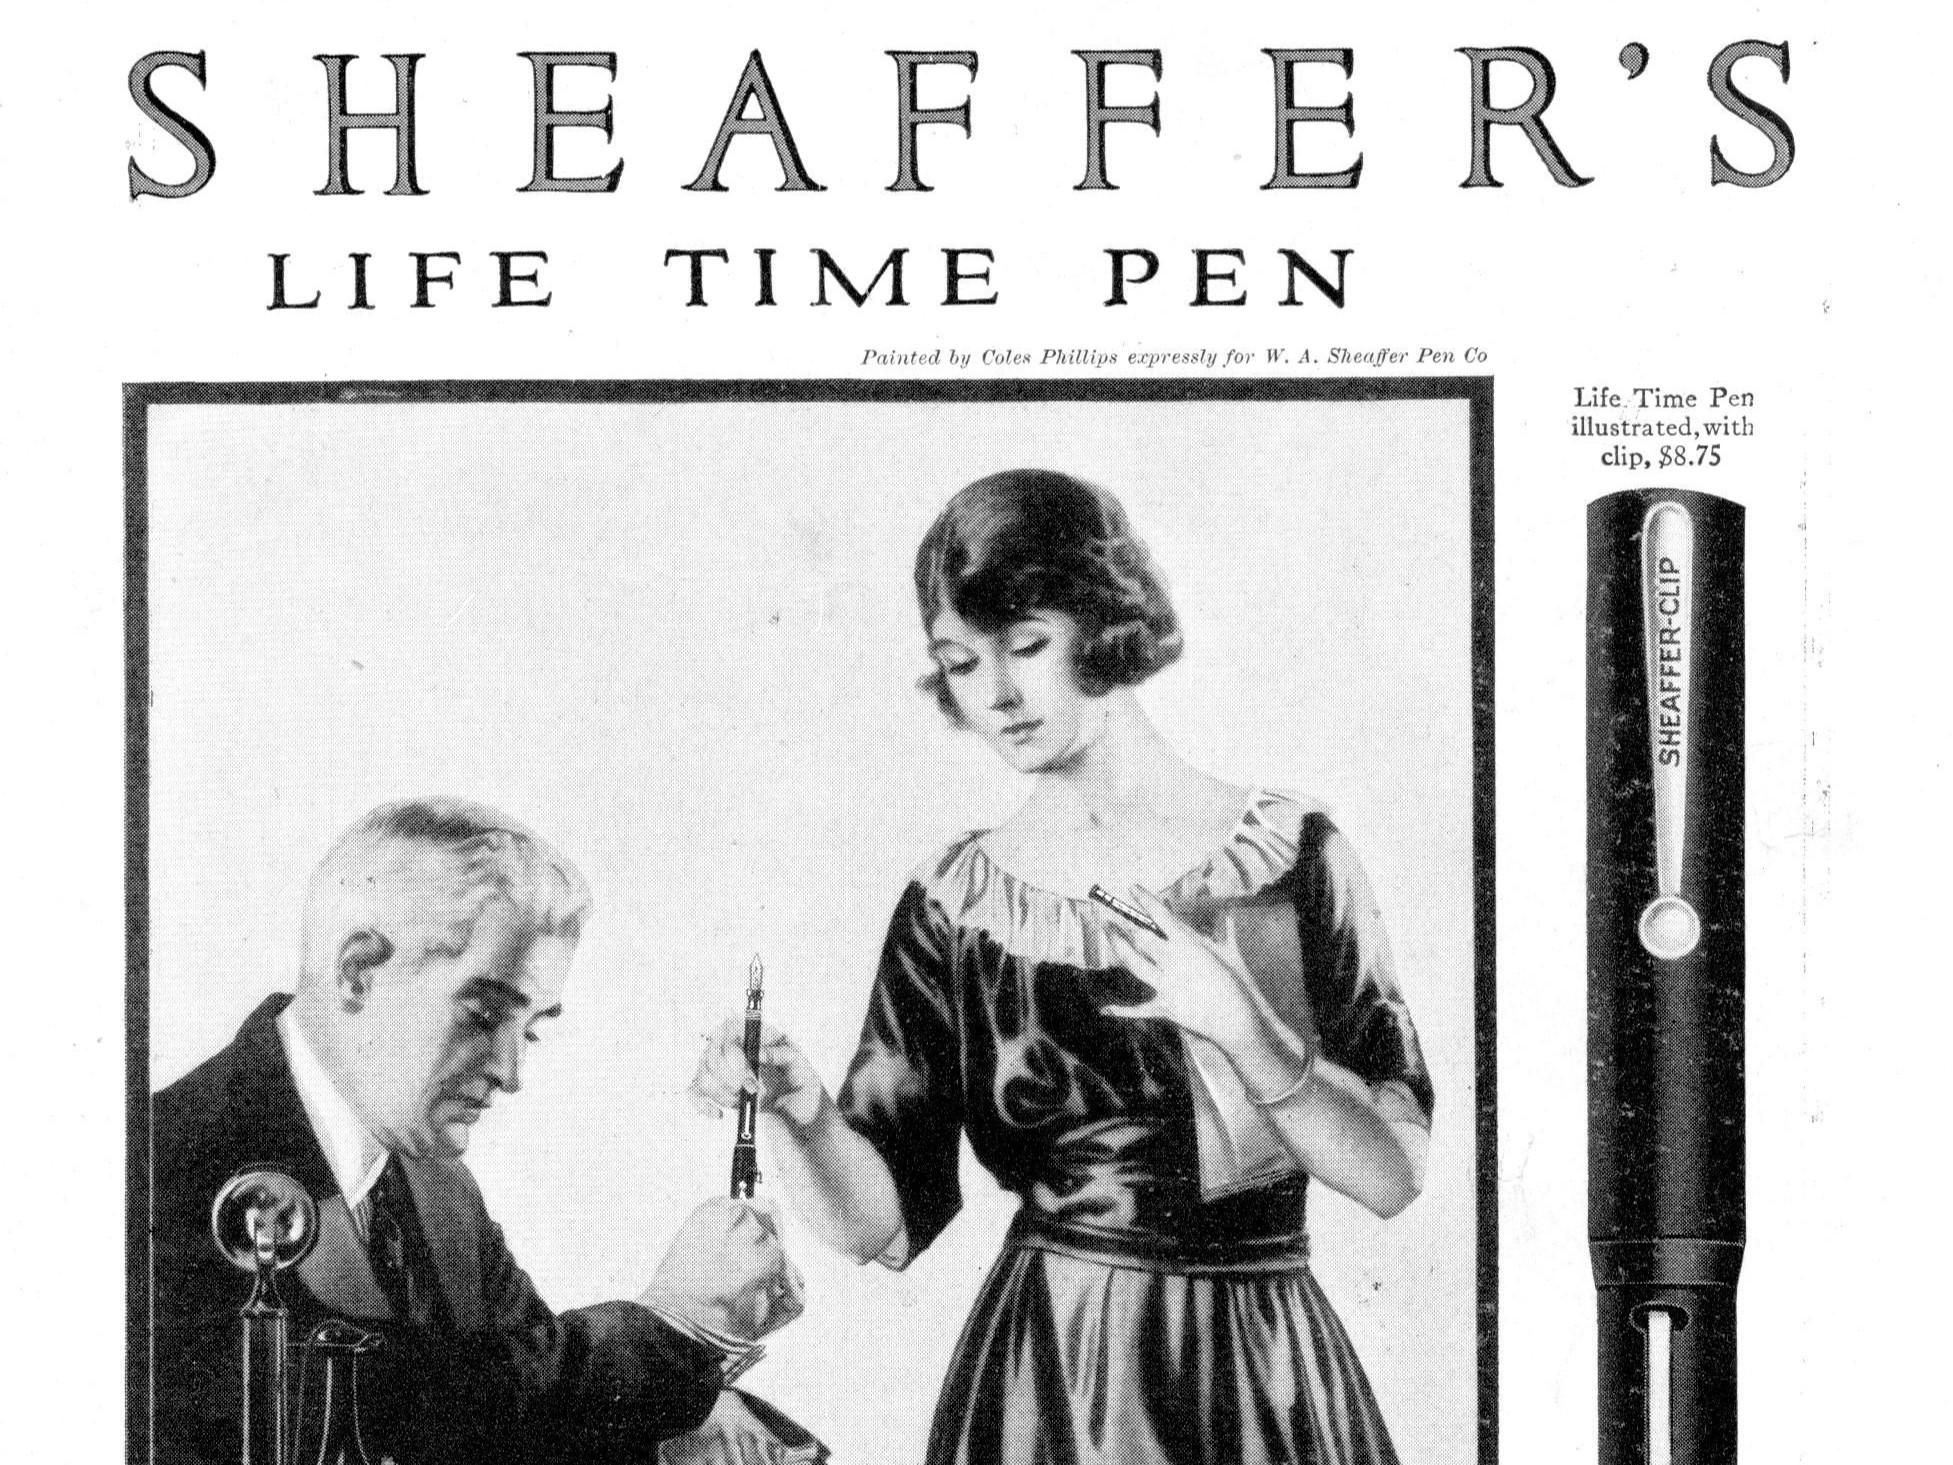 SHEAFFER'S
LIFE TIME PEN
Painted by Coles Phillips expressly for W. A. Sheaffer Pen Co
Life Time Pen
illustrated, with
clip, $8.75
SHEAFFER-CLIP